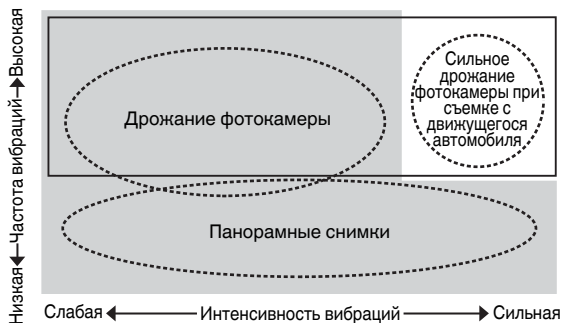 Низкая
Частота вибраций
Высокая
Дрожание фотокамеры
Сильное
дрожание
фотокамеры при
съемке с
движущегося
автомобиля
Панорамные снимки
Слабая
Интенсивность вибраций
Сильная